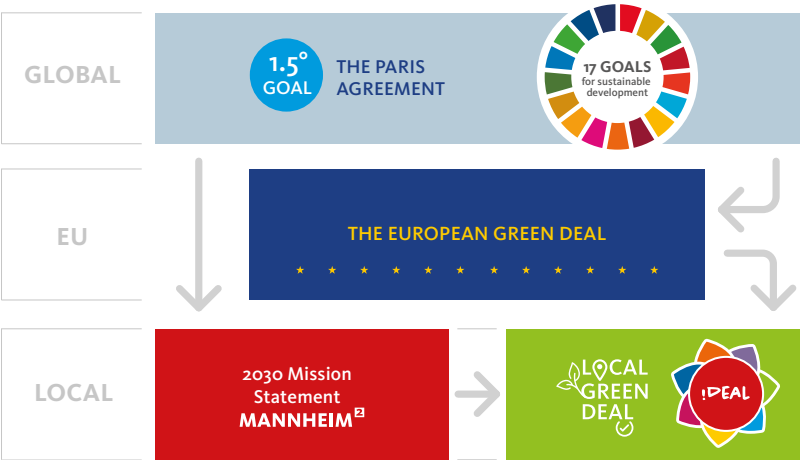 GLOBAL
1.5°
GOAL
THE PARIS
AGREEMENT
17 GOALS
for sustainable
development
EU
THE EUROPEAN GREEN DEAL
LOCAL
2030 Mission
Statement
MANNHEIM²
LOCAL
GREEN
DEAL
!DEAL